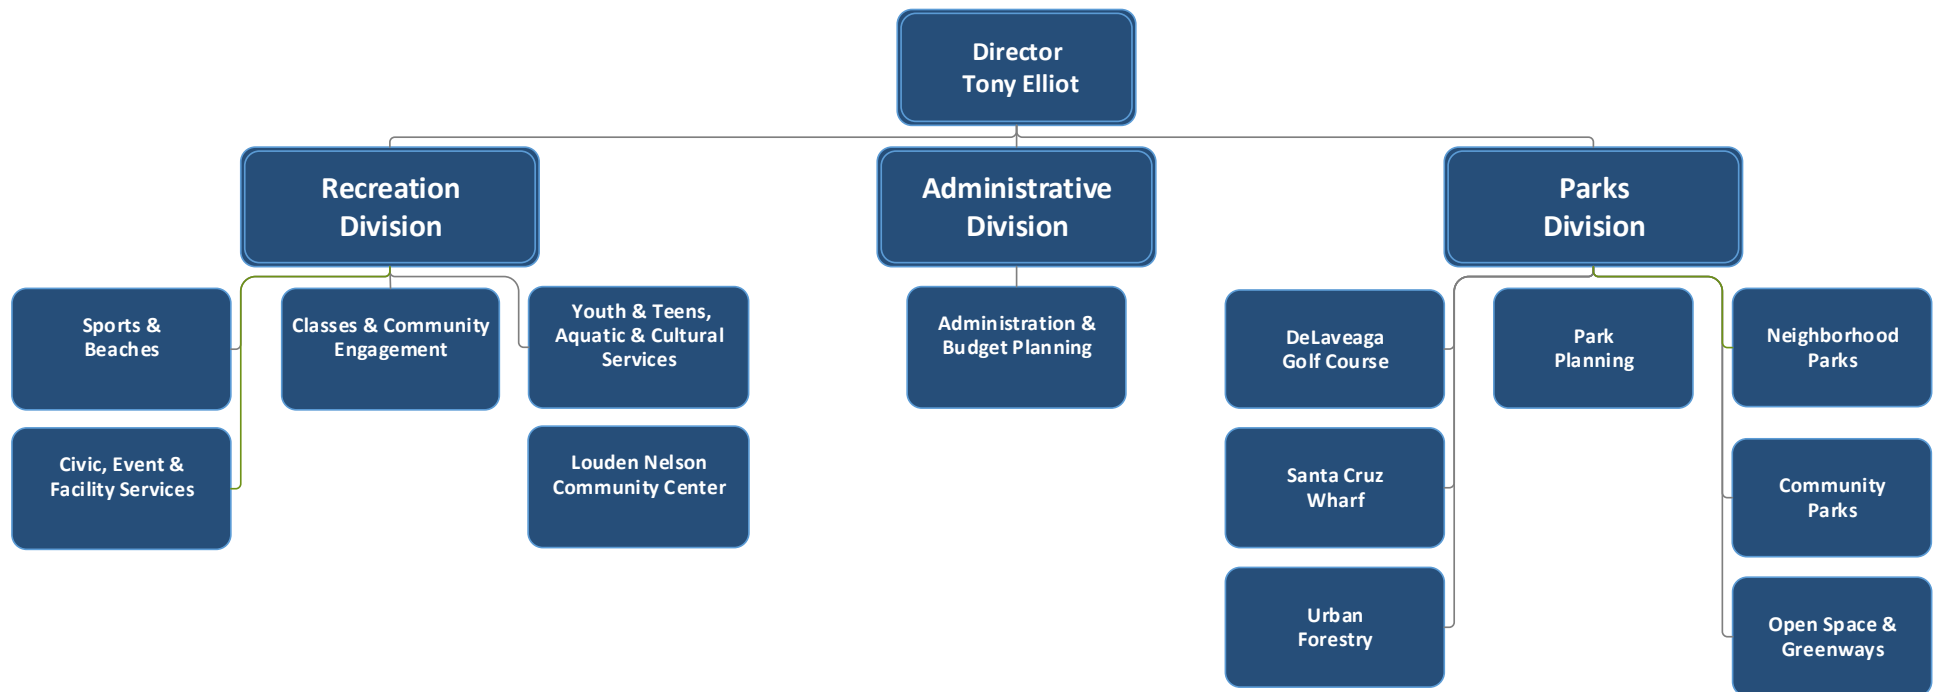 Director
Tony Elliot
Recreation
Division
Administrative
Division
Parks
Division
Sports &
Beaches
Classes & Community
Engagement
Youth & Teens,
Aquatic & Cultural
Services
Civic, Event &
Facility Services
Louden Nelson
Community Center
Administration &
Budget Planning
DeLaveaga
Golf Course
Park
Planning
Neighborhood
Parks
Santa Cruz
Wharf
Community
Parks
Urban
Forestry
Open Space &
Greenways